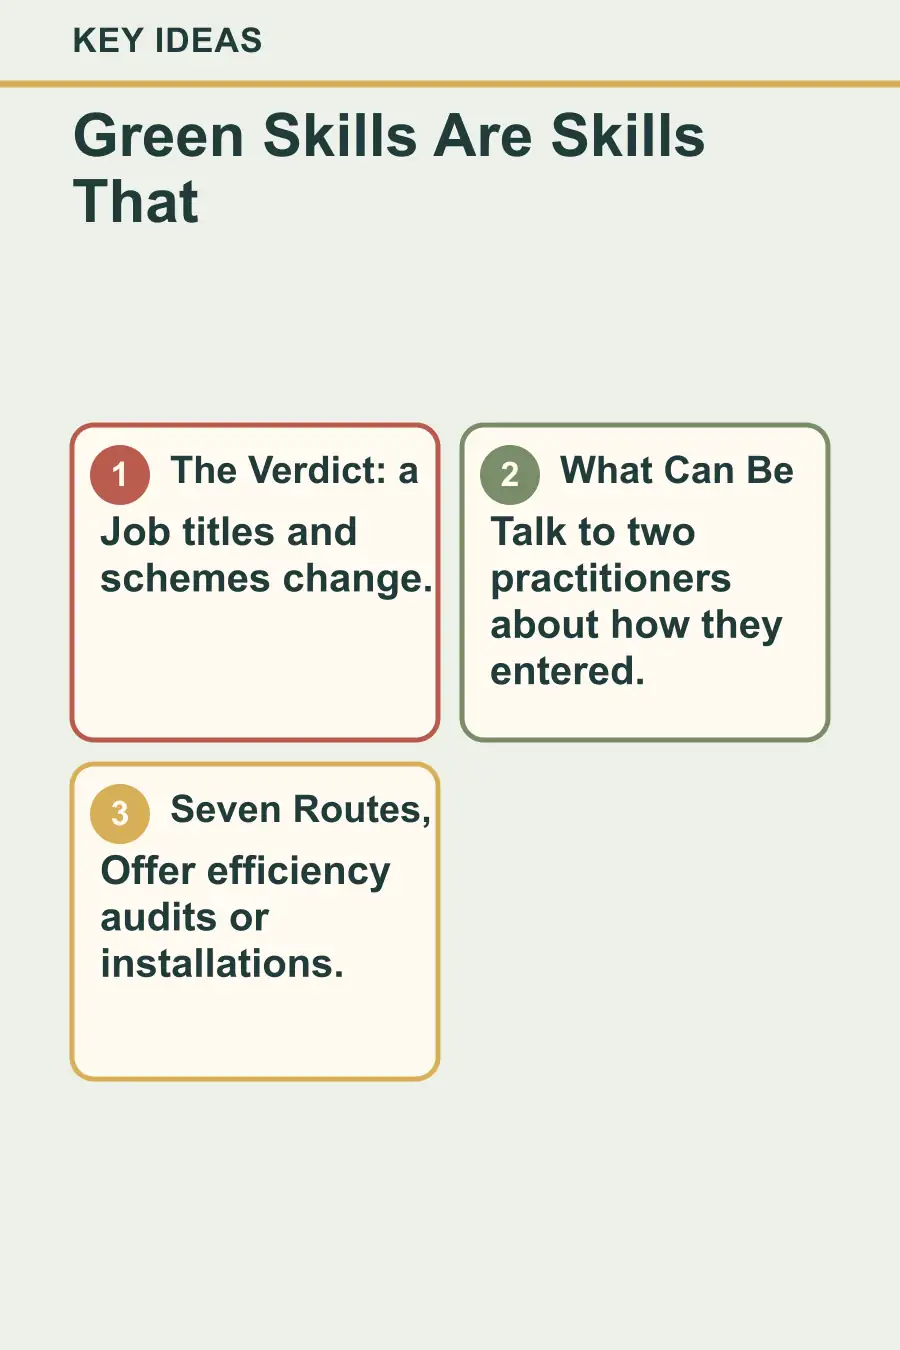 KEY IDEAS
Green Skills Are Skills
That
1 The Verdict: a
Job titles and
schemes change.
2 What Can Be
Talk to two
practitioners
about how they
entered.
3 Seven Routes,
Offer efficiency
audits or
installations.